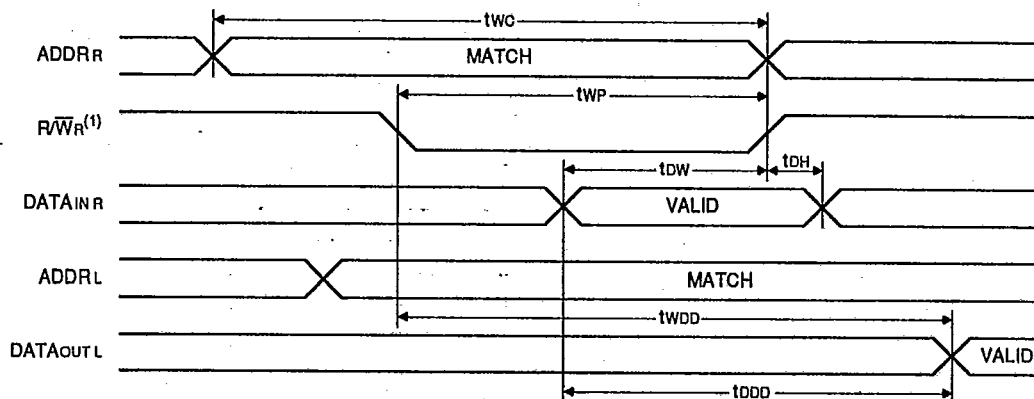 tWC
ADDRR MATCH
tWP
R/W̅R(1)
tDW tDH
DATAIN R VALID
ADDRL MATCH
tWDD
DATAOUT L VALID
tDDD